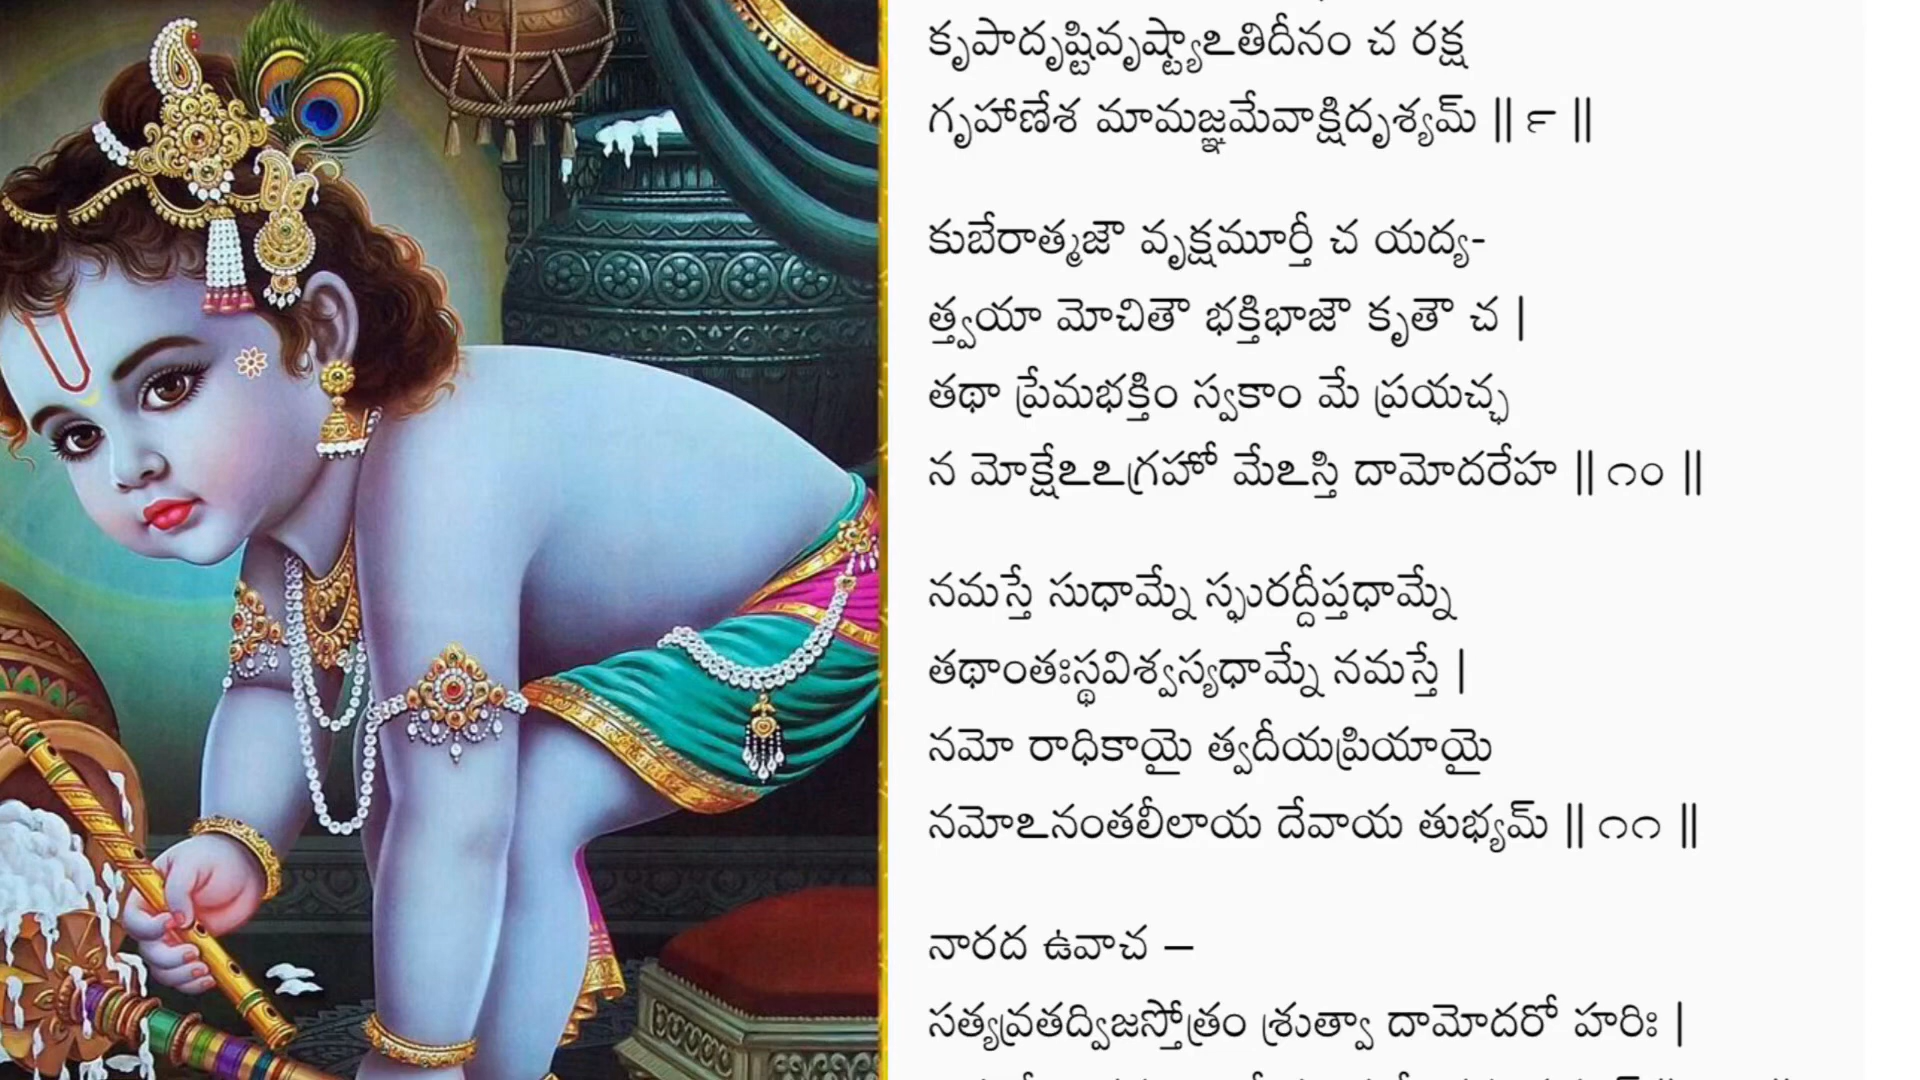 కృపాదృష్టివృష్ట్యాఽతిదీనం చ రక్ష
గృహాణేశ మామజ్ఞమేవాక్షిదృశ్యమ్ || ౯ ||
కుబేరాత్మజౌ వృక్షమూర్తీ చ యద్య-
త్త్వయా మోచితౌ భక్తిభాజౌ కృతౌ చ |
తథా ప్రేమభక్తిం స్వకాం మే ప్రయచ్ఛ
న మోక్షేఽఽగ్రహో మేఽస్తి దామోదరేహ || ౧౦ ||
నమస్తే సుధామ్నే స్ఫురద్దీప్తధామ్నే
తథాంతఃస్థవిశ్వస్యధామ్నే నమస్తే |
నమో రాధికాయై త్వదీయప్రియాయై
నమోఽనంతలీలాయ దేవాయ తుభ్యమ్ || ౧౧ ||
నారద ఉవాచ –
సత్యవ్రతద్విజస్తోత్రం శ్రుత్వా దామోదరో హరిః |